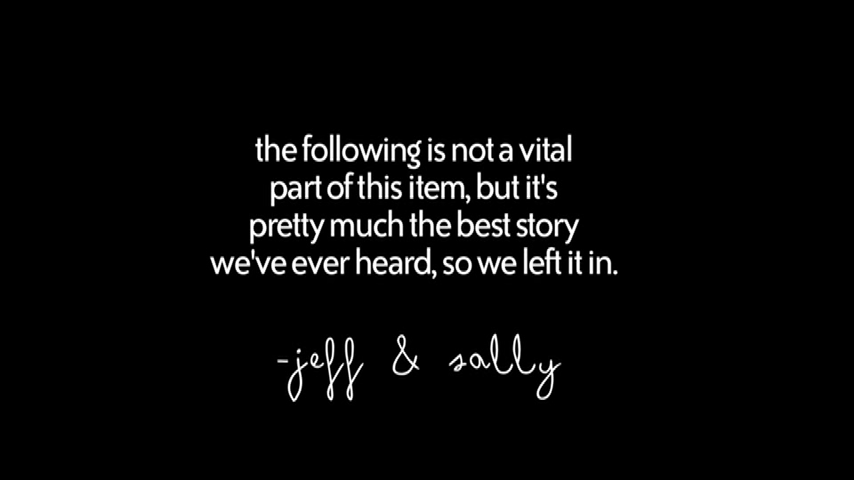 the following is not a vital
part of this item, but it's
pretty much the best story
we've ever heard, so we left it in.
-jeff & sally